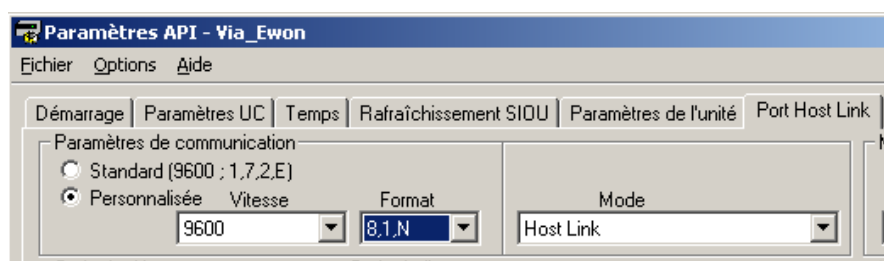 Paramètres API - Via_Ewon
Fichier Options Aide
Démarrage Paramètres UC Temps Rafraîchissement SIOU Paramètres de l'unité Port Host Link
Paramètres de communication
Standard (9600 ; 1,7,2,E)
Personnalisée Vitesse Format Mode
9600 8,1,N Host Link